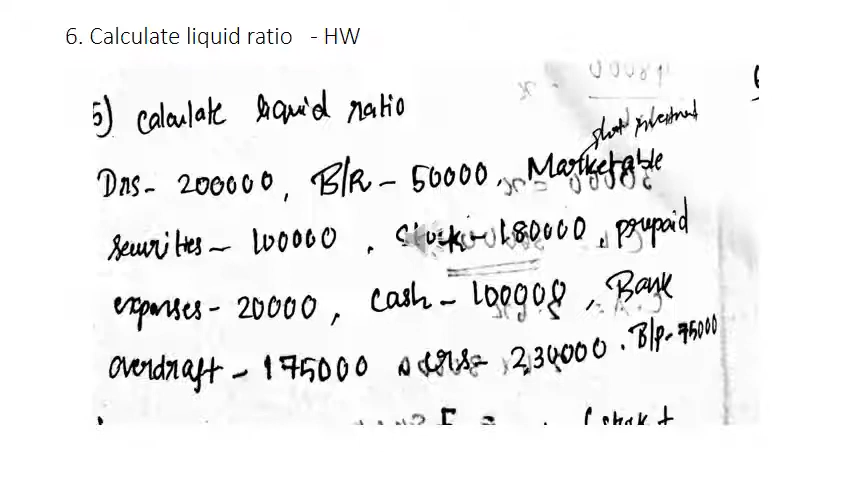 6. Calculate liquid ratio - HW
5) Calculate liquid ratio
Drs - 200000, B/R - 50000, Marketable
securities - 100000, Stock - 180000, prepaid
expenses - 20000, Cash - 100000, Bank
overdraft - 175000, crs - 234000. B/P - 75000